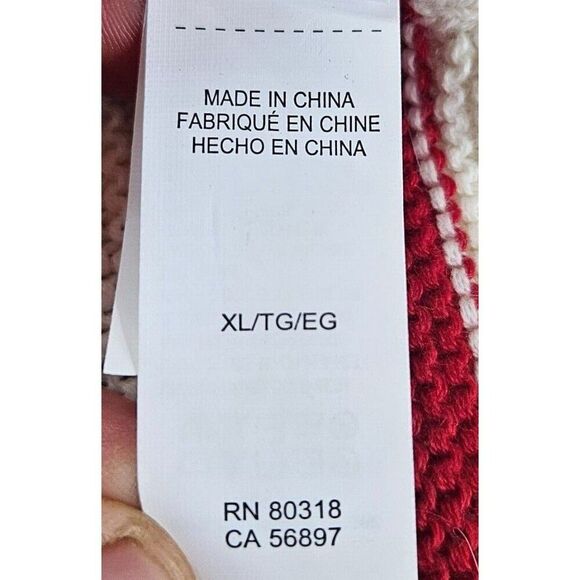 MADE IN CHINA
FABRIQUÉ EN CHINE
HECHO EN CHINA
XL/TG/EG
RN 80318
CA 56897